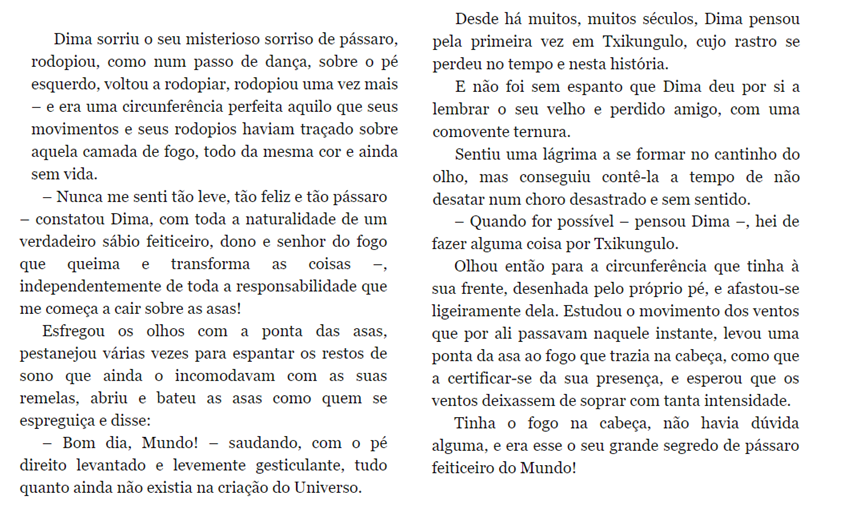 Dima sorriu o seu misterioso sorriso de pássaro,
rodopiou, como num passo de dança, sobre o pé
esquerdo, voltou a rodopiar, rodopiou uma vez mais
– e era uma circunferência perfeita aquilo que seus
movimentos e seus rodopios haviam traçado sobre
aquela camada de fogo, todo da mesma cor e ainda
sem vida.
– Nunca me senti tão leve, tão feliz e tão pássaro
– constatou Dima, com toda a naturalidade de um
verdadeiro sábio feiticeiro, dono e senhor do fogo
que queima e transforma as coisas –,
independentemente de toda a responsabilidade que
me começa a cair sobre as asas!
Esfregou os olhos com a ponta das asas,
pestanejou várias vezes para espantar os restos de
sono que ainda o incomodavam com as suas
remelas, abriu e bateu as asas como quem se
espreguiça e disse:
– Bom dia, Mundo! – saudando, com o pé
direito levantado e levemente gesticulante, tudo
quanto ainda não existia na criação do Universo.
Desde há muitos, muitos séculos, Dima pensou
pela primeira vez em Txikungulo, cujo rastro se
perdeu no tempo e nesta história.
E não foi sem espanto que Dima deu por si a
lembrar o seu velho e perdido amigo, com uma
comovente ternura.
Sentiu uma lágrima a se formar no cantinho do
olho, mas conseguiu contê-la a tempo de não
desatar num choro desastrado e sem sentido.
– Quando for possível – pensou Dima –, hei de
fazer alguma coisa por Txikungulo.
Olhou então para a circunferência que tinha à
sua frente, desenhada pelo próprio pé, e afastou-se
ligeiramente dela. Estudou o movimento dos ventos
que por ali passavam naquele instante, levou uma
ponta da asa ao fogo que trazia na cabeça, como que
a certificar-se da sua presença, e esperou que os
ventos deixassem de soprar com tanta intensidade.
Tinha o fogo na cabeça, não havia dúvida
alguma, e era esse o seu grande segredo de pássaro
feiticeiro do Mundo!